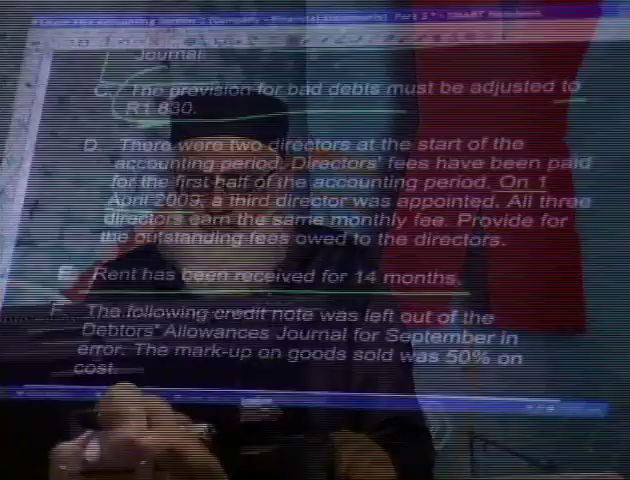 Journal.
C. The provision for bad debts must be adjusted to
R1 830.
D. There were two directors at the start of the
accounting period. Directors' fees have been paid
for the first half of the accounting period. On 1
April 2009, a third director was appointed. All three
directors earn the same monthly fee. Provide for
the outstanding fees owed to the directors.
E. Rent has been received for 14 months.
F. The following credit note was left out of the
Debtors' Allowances Journal for September in
error. The mark-up on goods sold was 50% on
cost.